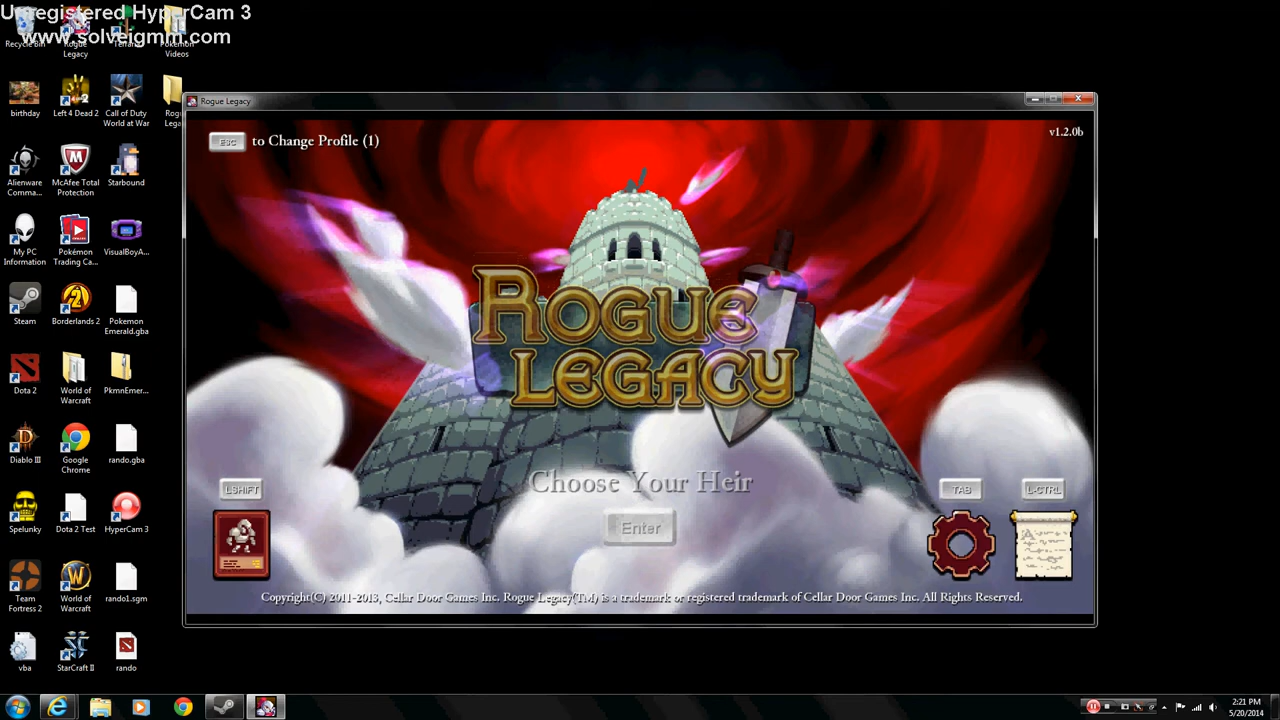 Unregistered HyperCam 3
www.solveigmm.com
Recycle Bin
Rogue
Legacy
Terraria
Pokemon
Videos
birthday
Left 4 Dead 2
Call of Duty
World at War
Rog
Lega
Alienware
Comma...
McAfee Total
Protection
Starbound
My PC
Information
Pokémon
Trading Ca...
VisualBoyA...
Steam
Borderlands 2
Pokemon
Emerald.gba
Dota 2
World of
Warcraft
PkmnEmer...
Diablo III
Google
Chrome
rando.gba
Spelunky
Dota 2 Test
HyperCam 3
Team
Fortress 2
World of
Warcraft
rando1.sgm
vba
StarCraft II
rando
Rogue Legacy
ESC to Change Profile (1)
v1.2.0b
ROGUE
LEGACY
Choose Your Heir
Enter
LSHIFT
TAB
L-CTRL
Copyright(C) 2011-2013, Cellar Door Games Inc. Rogue Legacy(TM) is a trademark or registered trademark of Cellar Door Games Inc. All Rights Reserved.
2:21 PM
5/20/2014